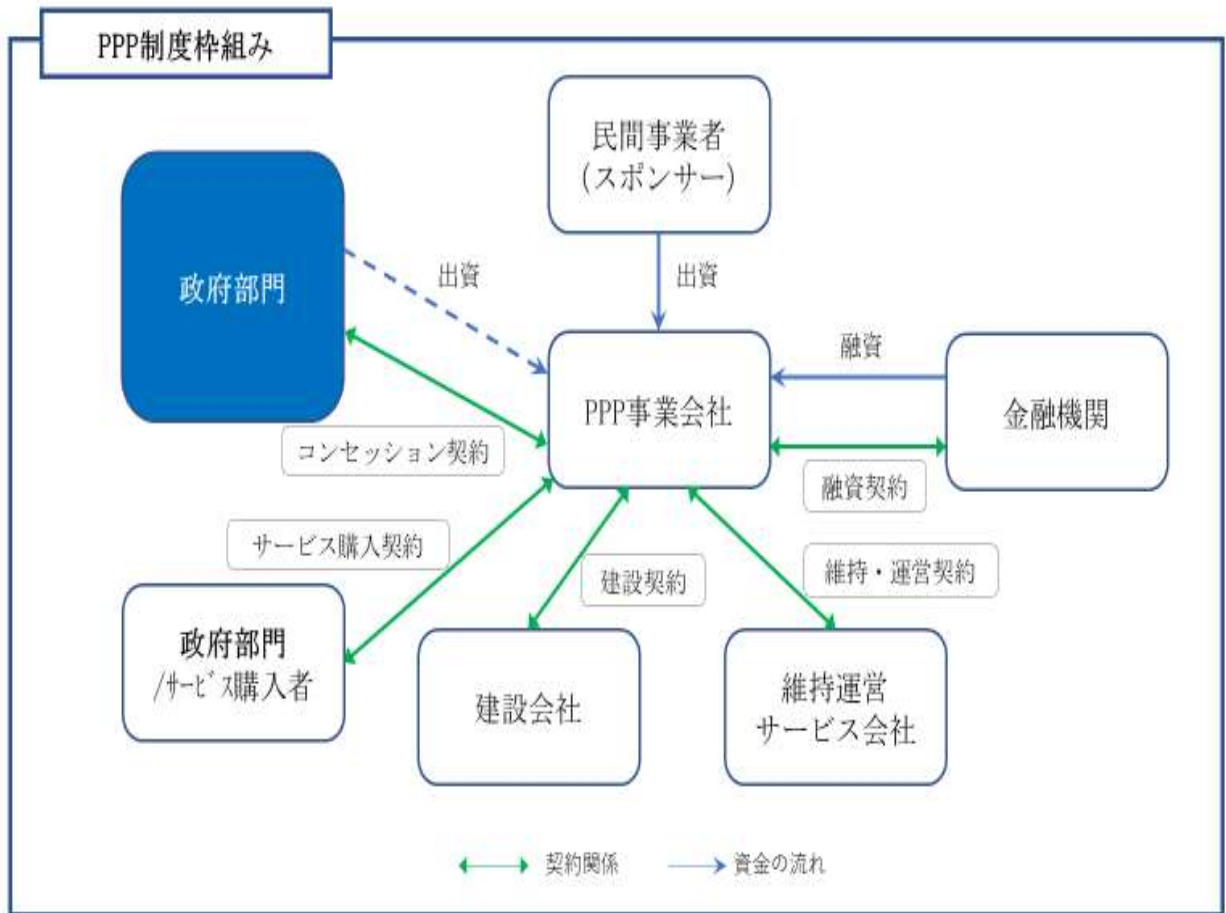 PPP制度枠組み
民間事業者
(スポンサー)
政府部門
出資
出資
融資
PPP事業会社
金融機関
コンセッション契約
融資契約
サービス購入契約
建設契約
維持・運営契約
政府部門
/ｻｰﾋﾞｽ購入者
建設会社
維持運営
サービス会社
契約関係
資金の流れ